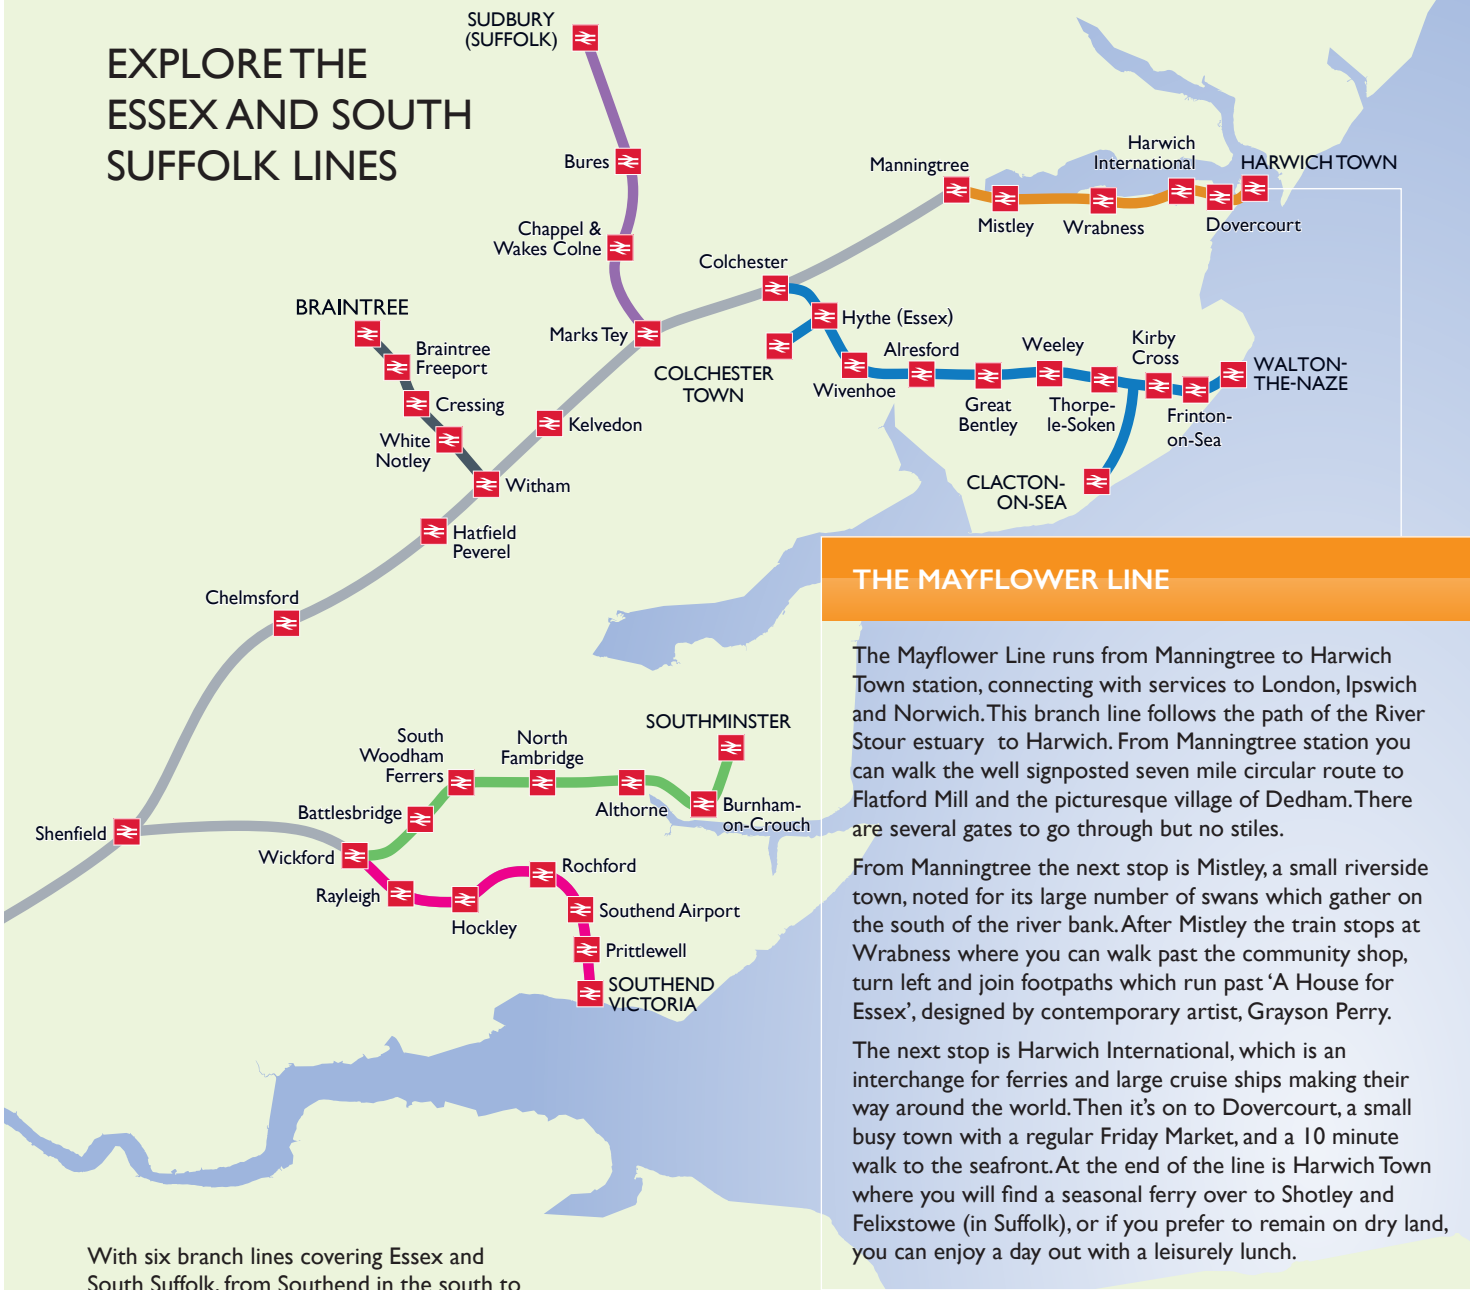 EXPLORE THE
ESSEX AND SOUTH
SUFFOLK LINES
SUDBURY
(SUFFOLK)
Bures
Chappel &
Wakes Colne
Marks Tey
Manningtree
Mistley
Wrabness
Harwich
International
Dovercourt
HARWICH TOWN
Colchester
Hythe (Essex)
COLCHESTER
TOWN
Wivenhoe
Alresford
Great
Bentley
Weeley
Thorpe-
le-Soken
Kirby
Cross
Frinton-
on-Sea
WALTON-
THE-NAZE
CLACTON-
ON-SEA
BRAINTREE
Braintree
Freeport
Cressing
White
Notley
Witham
Kelvedon
Hatfield
Peverel
Chelmsford
Shenfield
Wickford
Battlesbridge
South
Woodham
Ferrers
North
Fambridge
Althorne
Burnham-
on-Crouch
SOUTHMINSTER
Rayleigh
Hockley
Rochford
Southend Airport
Prittlewell
SOUTHEND
VICTORIA
THE MAYFLOWER LINE
The Mayflower Line runs from Manningtree to Harwich
Town station, connecting with services to London, Ipswich
and Norwich. This branch line follows the path of the River
Stour estuary to Harwich. From Manningtree station you
can walk the well signposted seven mile circular route to
Flatford Mill and the picturesque village of Dedham. There
are several gates to go through but no stiles.
From Manningtree the next stop is Mistley, a small riverside
town, noted for its large number of swans which gather on
the south of the river bank. After Mistley the train stops at
Wrabness where you can walk past the community shop,
turn left and join footpaths which run past ‘A House for
Essex’, designed by contemporary artist, Grayson Perry.
The next stop is Harwich International, which is an
interchange for ferries and large cruise ships making their
way around the world. Then it’s on to Dovercourt, a small
busy town with a regular Friday Market, and a 10 minute
walk to the seafront. At the end of the line is Harwich Town
where you will find a seasonal ferry over to Shotley and
Felixstowe (in Suffolk), or if you prefer to remain on dry land,
you can enjoy a day out with a leisurely lunch.
With six branch lines covering Essex and
South Suffolk, from Southend in the south to